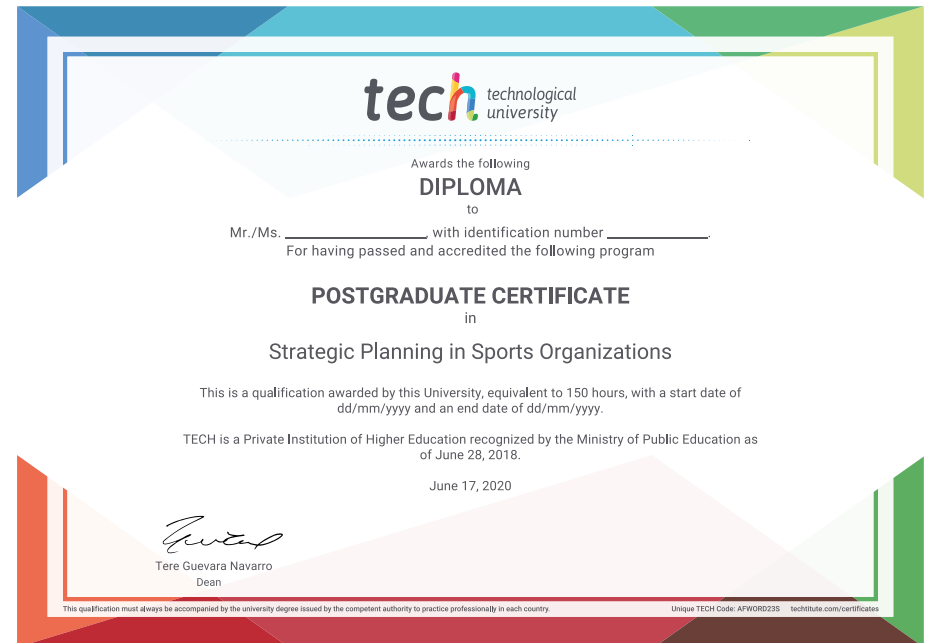 tech technological
university
Awards the following
DIPLOMA
to
Mr./Ms. ____________________, with identification number ______________.
For having passed and accredited the following program
POSTGRADUATE CERTIFICATE
in
Strategic Planning in Sports Organizations
This is a qualification awarded by this University, equivalent to 150 hours, with a start date of
dd/mm/yyyy and an end date of dd/mm/yyyy.
TECH is a Private Institution of Higher Education recognized by the Ministry of Public Education as
of June 28, 2018.
June 17, 2020
Tere Guevara Navarro
Dean
This qualification must always be accompanied by the university degree issued by the competent authority to practice professionally in each country.
Unique TECH Code: AFWORD23S techtitute.com/certificates